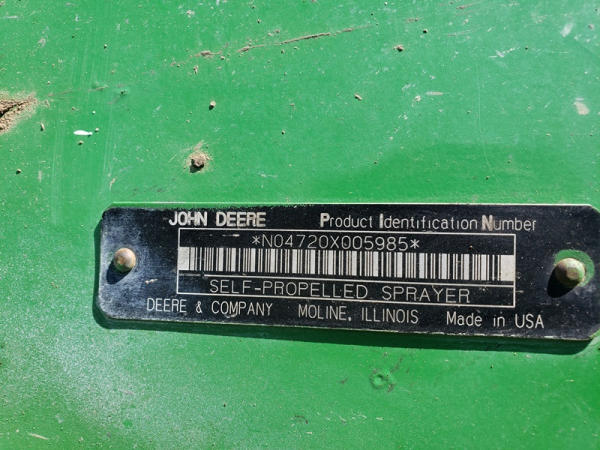 JOHN DEERE Product Identification Number
*N04720X005985*
SELF-PROPELLED SPRAYER
DEERE & COMPANY MOLINE, ILLINOIS Made in USA